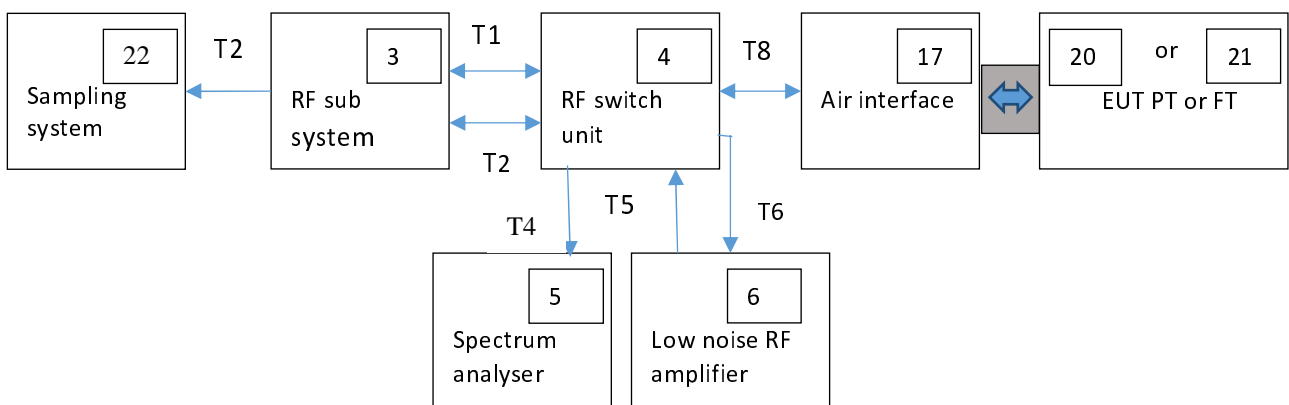 22
Sampling
system
T2
3
RF sub
system
T1
T2
4
RF switch
unit
T8
17
Air interface
20 or 21
EUT PT or FT
T4
T5
T6
5
Spectrum
analyser
6
Low noise RF
amplifier